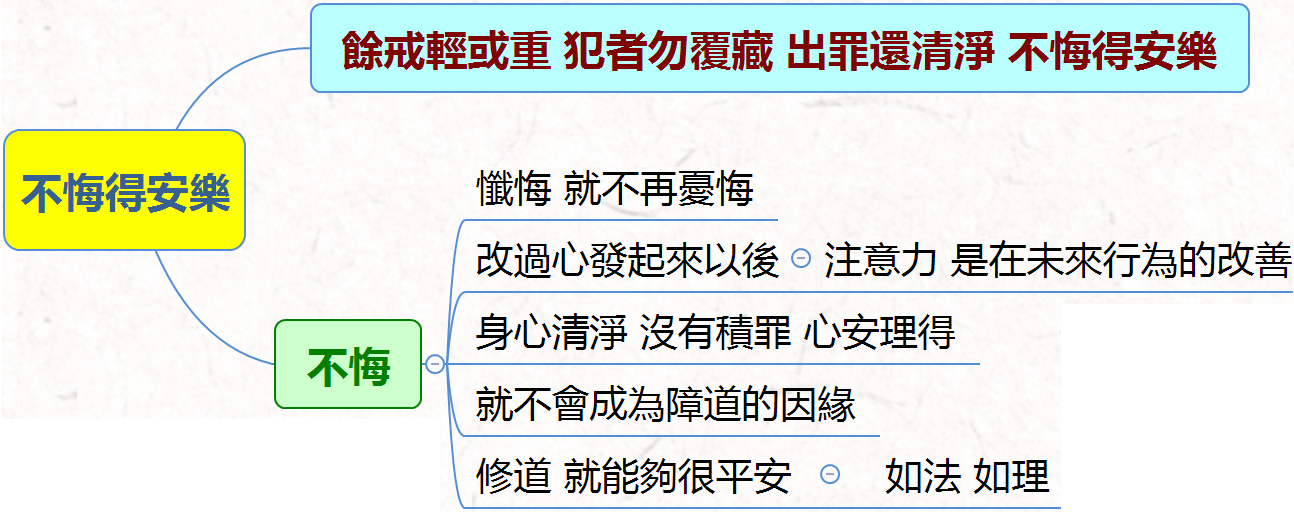 餘戒輕或重 犯者勿覆藏 出罪還清淨 不悔得安樂
不悔得安樂
不悔
懺悔 就不再憂悔
改過心發起來以後 注意力 是在未來行為的改善
身心清淨 沒有積罪 心安理得
就不會成為障道的因緣
修道 就能夠很平安 如法 如理